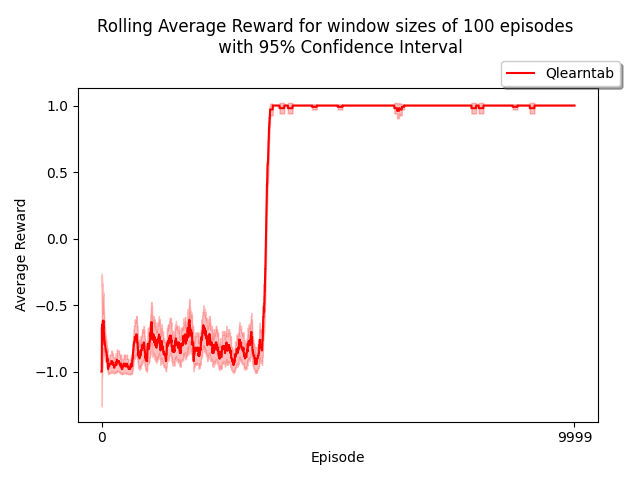 Rolling Average Reward for window sizes of 100 episodes
with 95% Confidence Interval
Qlearntab
1.0
0.5
0.0
−0.5
−1.0
Average Reward
0
9999
Episode